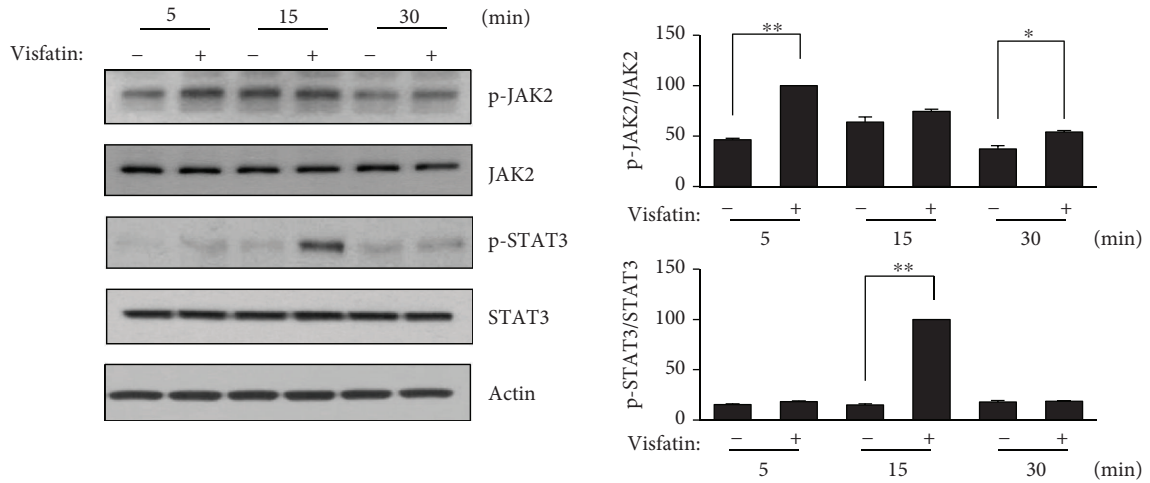 5 15 30 (min)
Visfatin: – + – + – +
p-JAK2
JAK2
p-STAT3
STAT3
Actin
p-JAK2/JAK2
150
100
50
0
** *
Visfatin: – + – + – +
5 15 30 (min)
p-STAT3/STAT3
150
100
50
0
**
Visfatin: – + – + – +
5 15 30 (min)